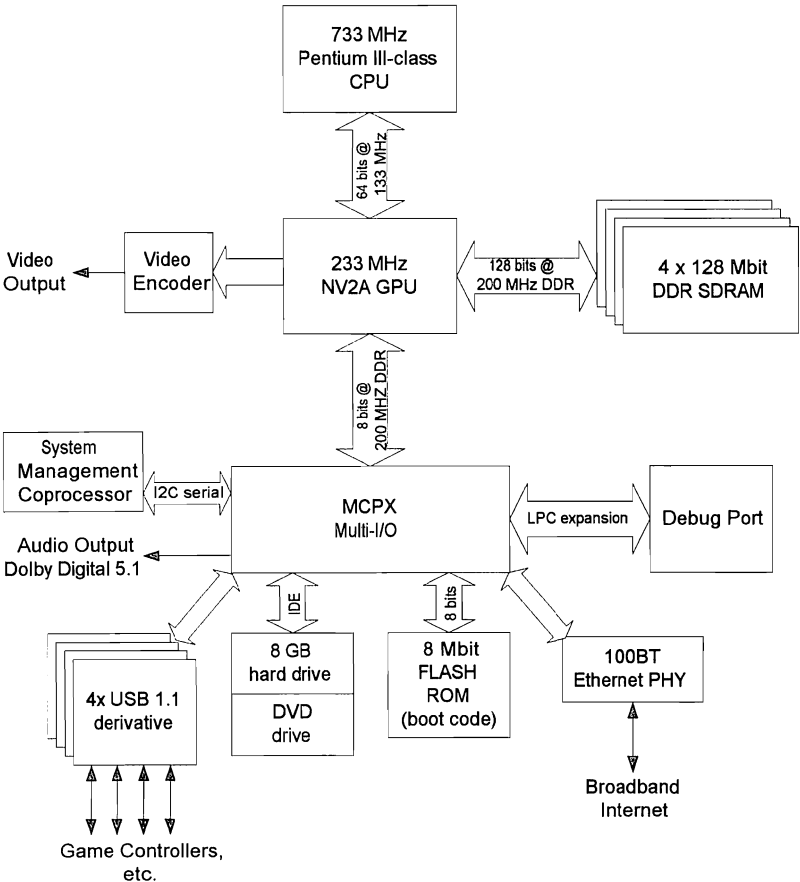 733 MHz
Pentium III-class
CPU
64 bits @
133 MHz
Video
Output
Video
Encoder
233 MHz
NV2A GPU
128 bits @
200 MHz DDR
4 x 128 Mbit
DDR SDRAM
8 bits @
200 MHZ DDR
System
Management
Coprocessor
I2C serial
MCPX
Multi-I/O
LPC expansion
Debug Port
Audio Output
Dolby Digital 5.1
IDE
8 bits
4x USB 1.1
derivative
8 GB
hard drive
DVD
drive
8 Mbit
FLASH
ROM
(boot code)
100BT
Ethernet PHY
Broadband
Internet
Game Controllers,
etc.